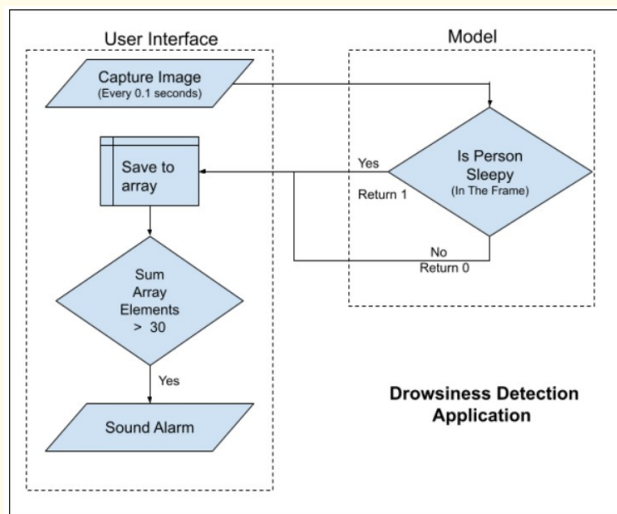 User Interface
Model
Capture Image
(Every 0.1 seconds)
Is Person
Sleepy
(In The Frame)
Yes
Return 1
No
Return 0
Save to
array
Sum
Array
Elements
> 30
Yes
Sound Alarm
Drowsiness Detection
Application